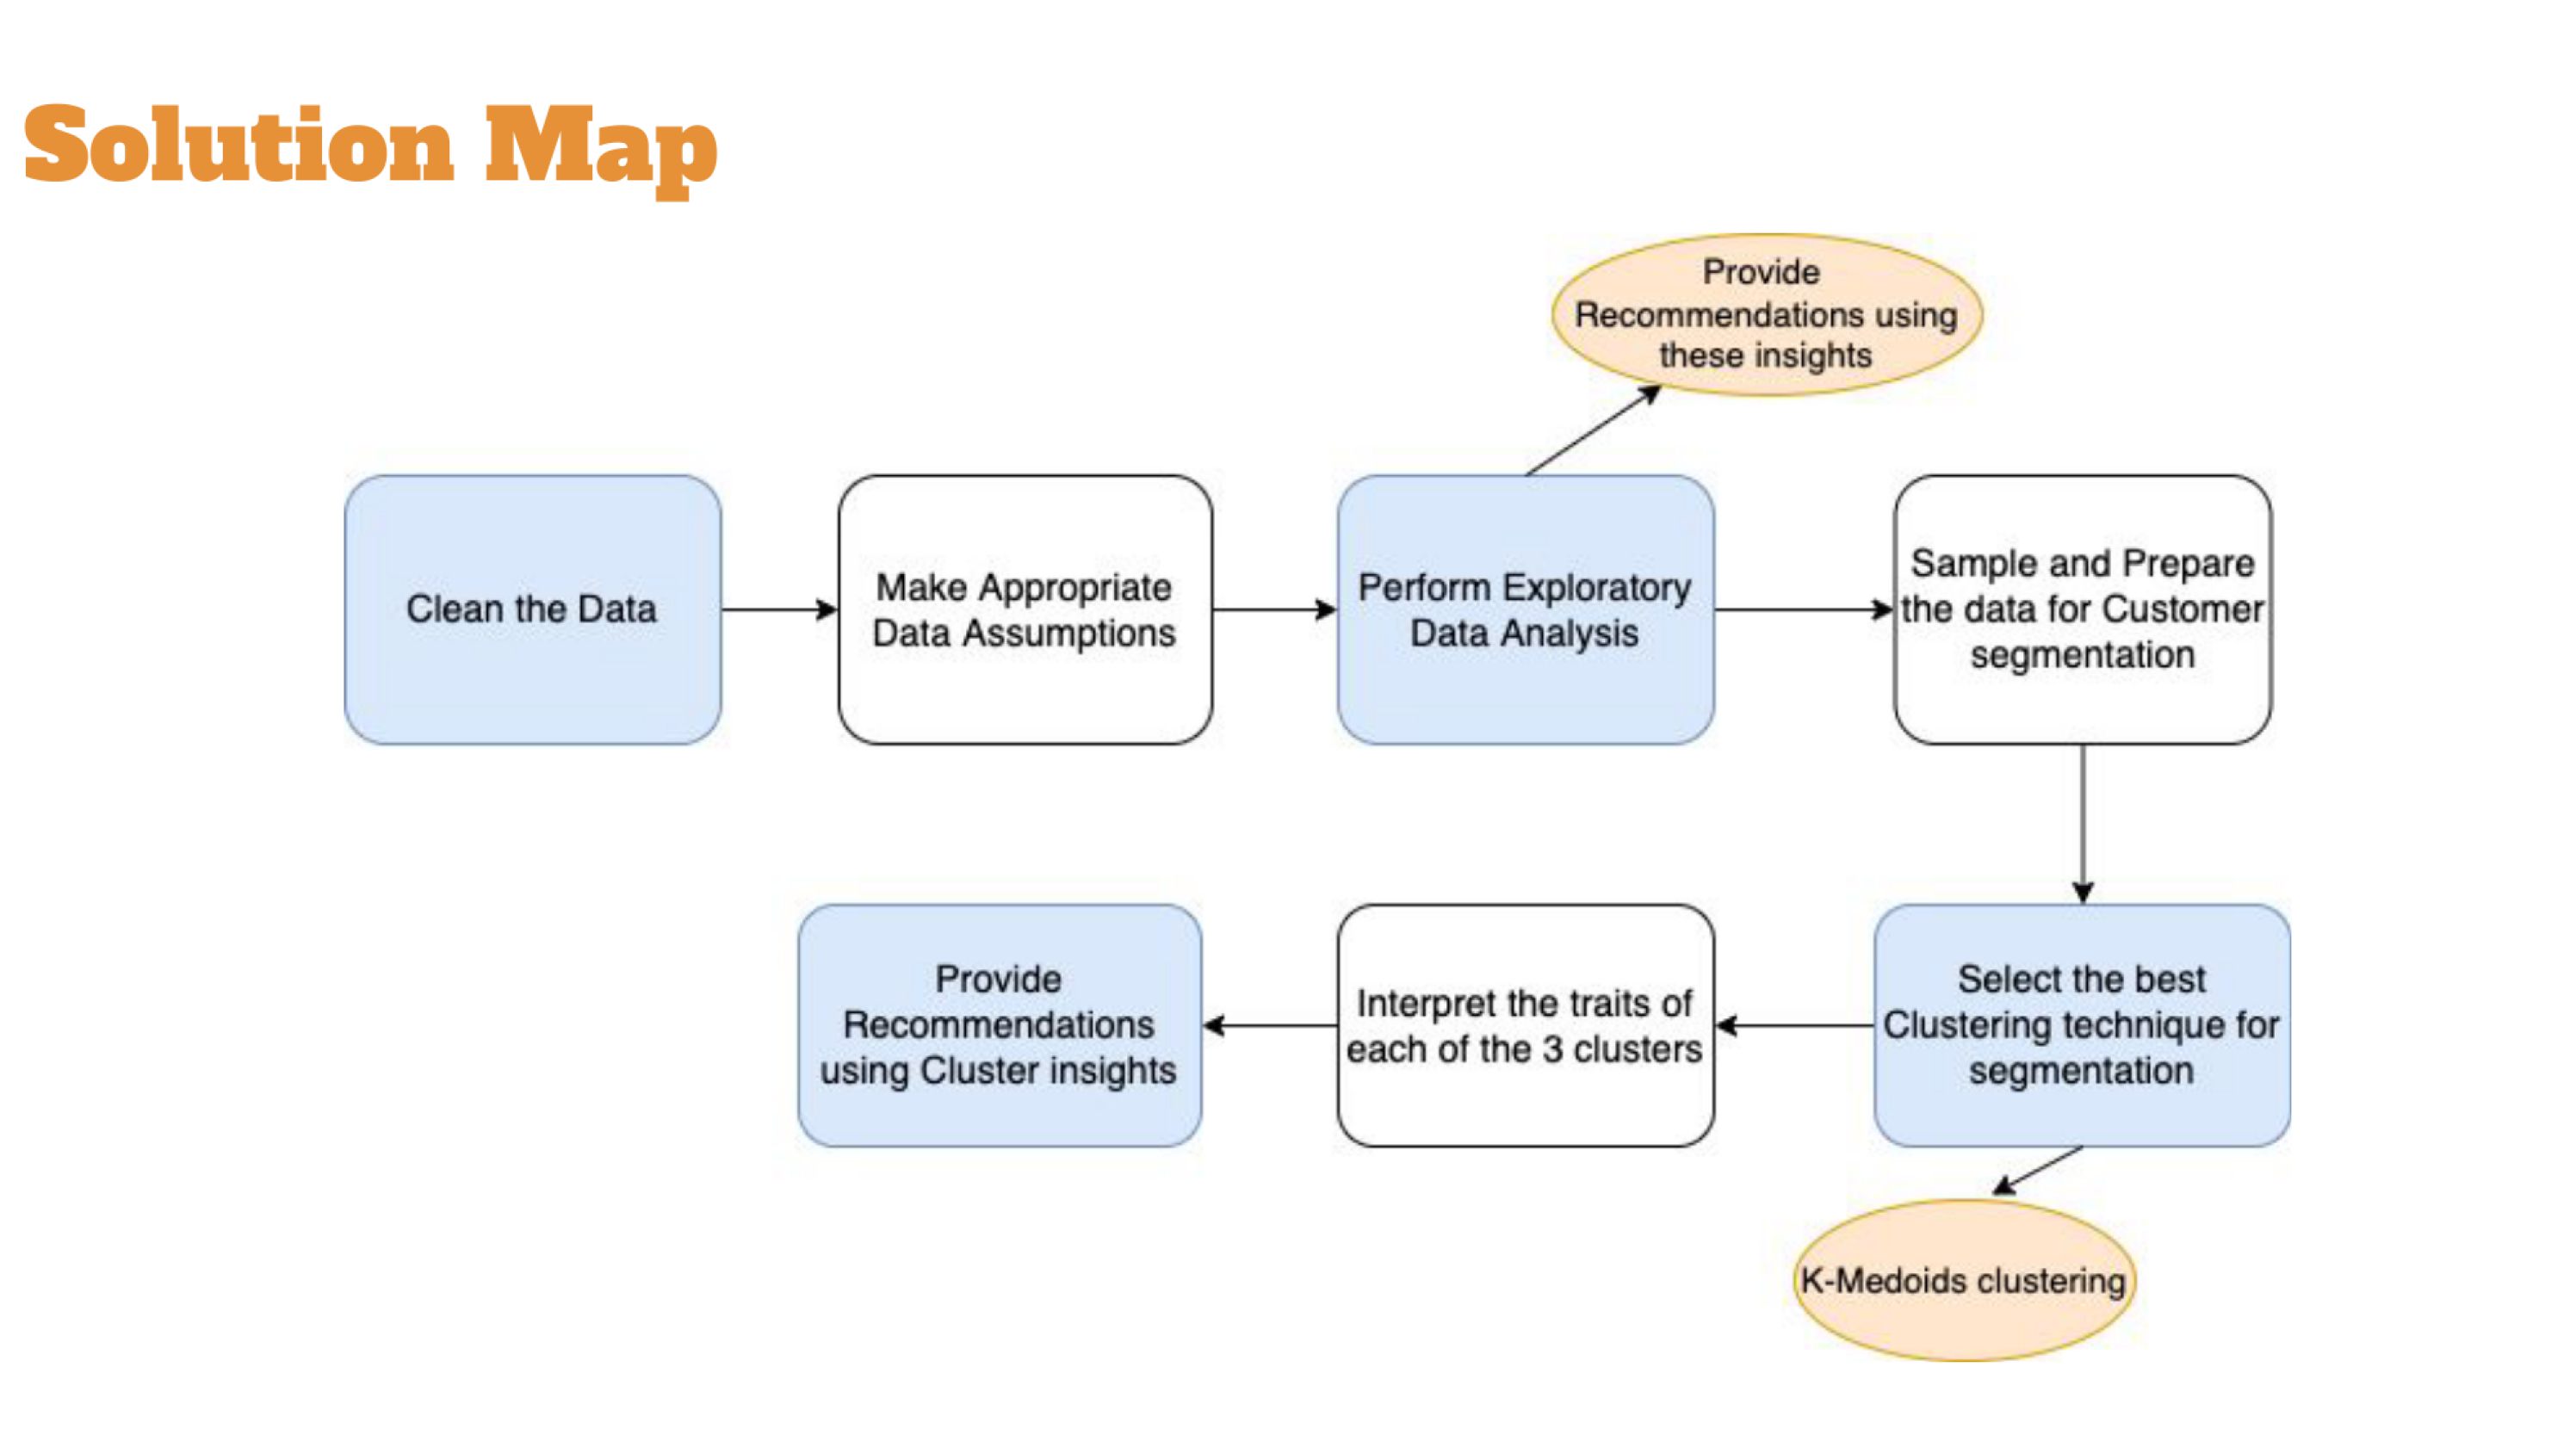 Solution Map
Provide
Recommendations using
these insights
Clean the Data
Make Appropriate
Data Assumptions
Perform Exploratory
Data Analysis
Sample and Prepare
the data for Customer
segmentation
Select the best
Clustering technique for
segmentation
Interpret the traits of
each of the 3 clusters
Provide
Recommendations
using Cluster insights
K-Medoids clustering